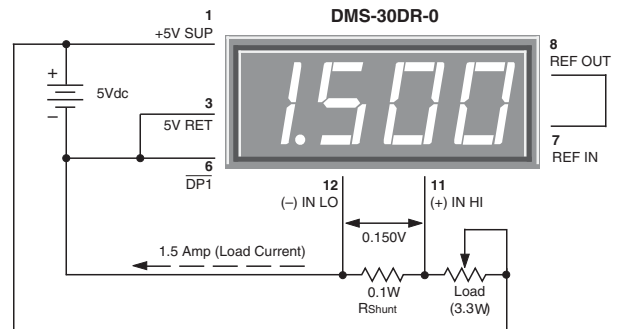 DMS-30DR-0
1
+5V SUP
8
REF OUT
+
5Vdc
−
1.500
3
5V RET
7
REF IN
6
DP1
12
(–) IN LO
11
(+) IN HI
0.150V
1.5 Amp (Load Current)
0.1W
RShunt
Load
(3.3W)